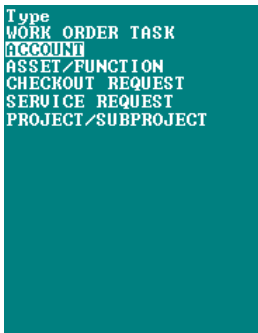 Type
WORK ORDER TASK
ACCOUNT
ASSET/FUNCTION
CHECKOUT REQUEST
SERVICE REQUEST
PROJECT/SUBPROJECT